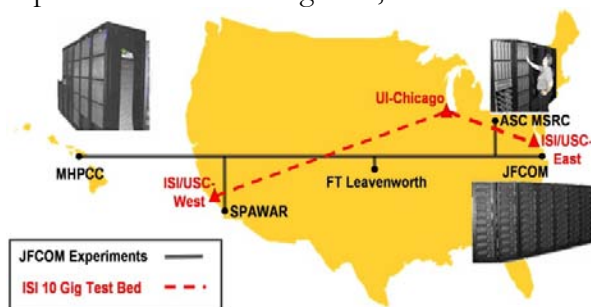 UI-Chicago
ASC MSRC
ISI/USC-
East
MHPCC
ISI/USC-
West
FT Leavenworth
JFCOM
SPAWAR
JFCOM Experiments
ISI 10 Gig Test Bed